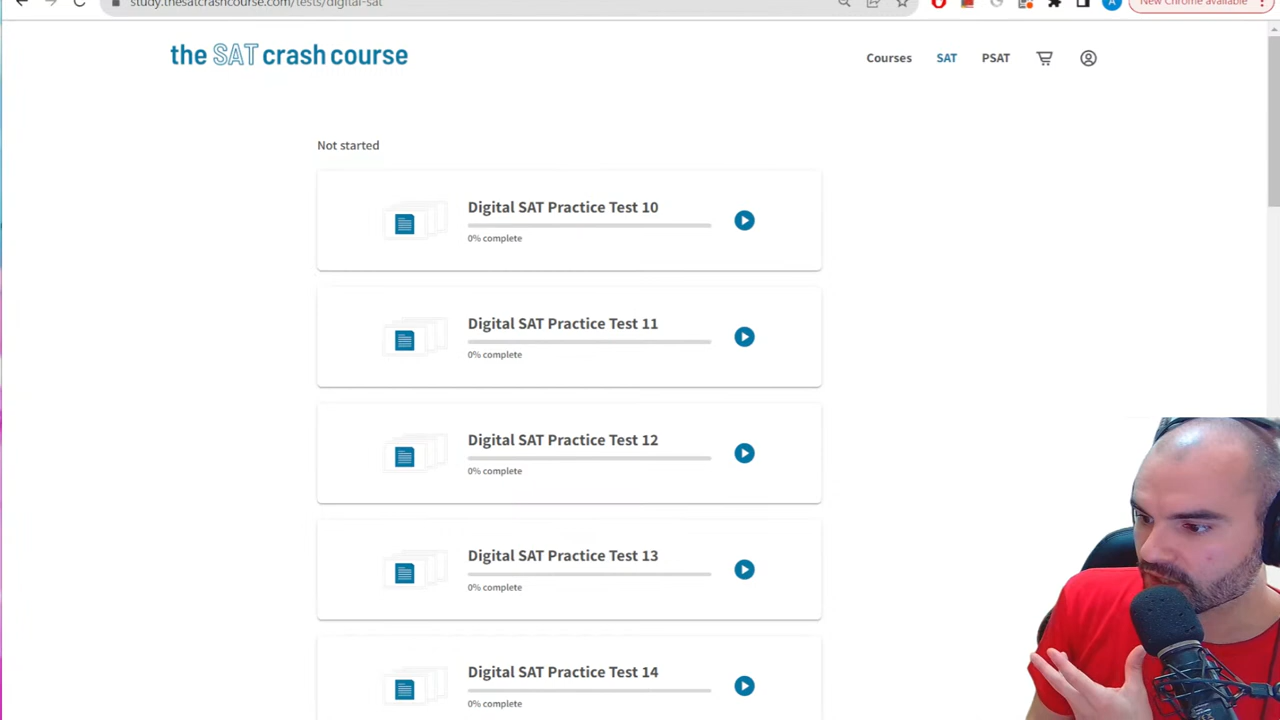 study.thesatcrashcourse.com/tests/digital-sat
New Chrome available
A
the SAT crash course
Courses SAT PSAT
Not started
Digital SAT Practice Test 10
0% complete
Digital SAT Practice Test 11
0% complete
Digital SAT Practice Test 12
0% complete
Digital SAT Practice Test 13
0% complete
Digital SAT Practice Test 14
0% complete